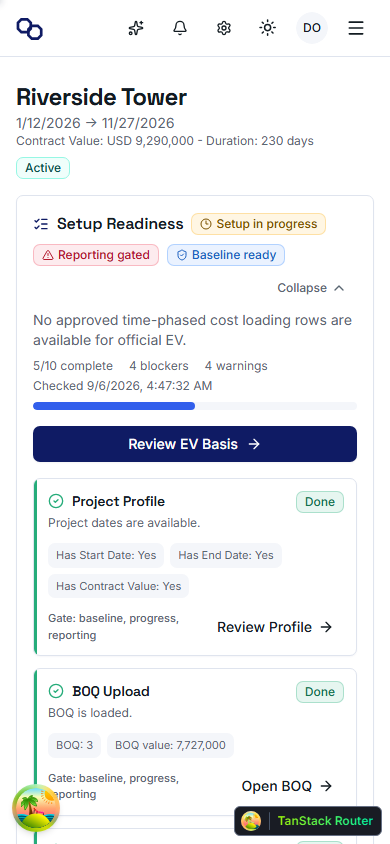 DO
Riverside Tower
1/12/2026 → 11/27/2026
Contract Value: USD 9,290,000 - Duration: 230 days
Active
Setup Readiness
Setup in progress
Reporting gated
Baseline ready
Collapse
No approved time-phased cost loading rows are
available for official EV.
5/10 complete 4 blockers 4 warnings
Checked 9/6/2026, 4:47:32 AM
Review EV Basis →
Project Profile
Done
Project dates are available.
Has Start Date: Yes
Has End Date: Yes
Has Contract Value: Yes
Gate: baseline, progress,
reporting
Review Profile →
BOQ Upload
Done
BOQ is loaded.
BOQ: 3
BOQ value: 7,727,000
Gate: baseline, progress,
Open BOQ →
TanStack Router